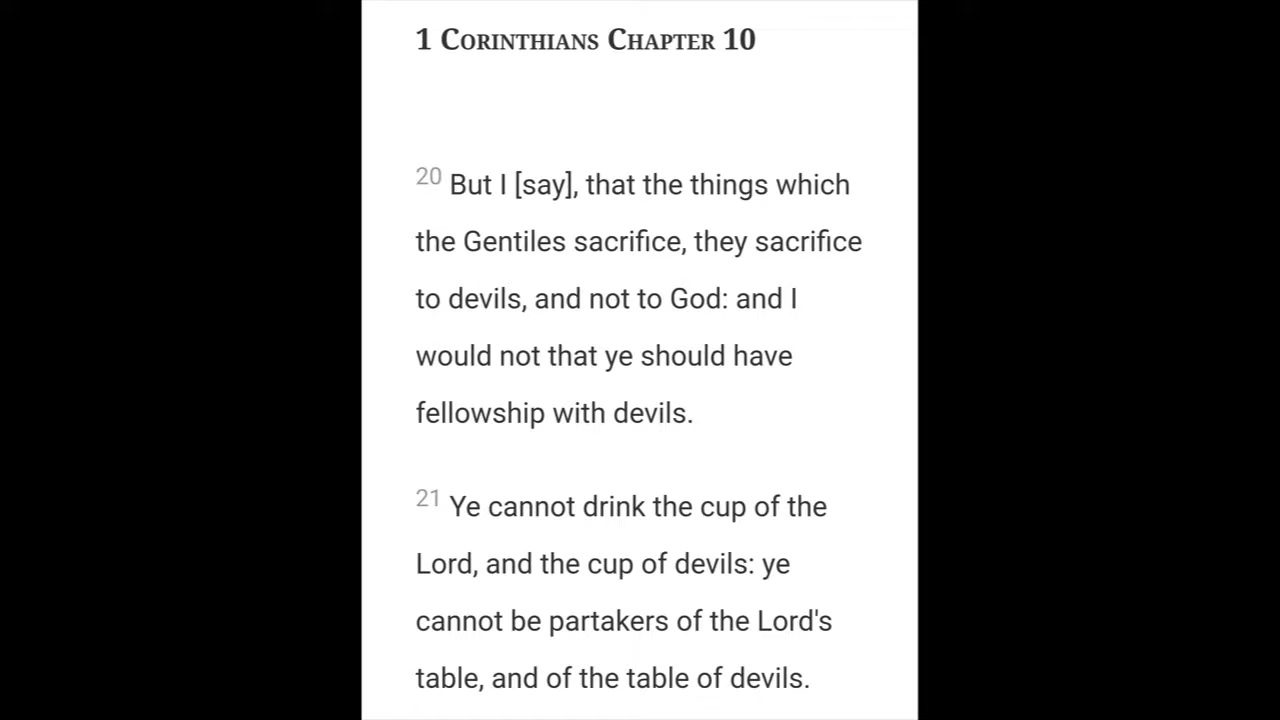 1 Corinthians Chapter 10
20 But I [say], that the things which
the Gentiles sacrifice, they sacrifice
to devils, and not to God: and I
would not that ye should have
fellowship with devils.
21 Ye cannot drink the cup of the
Lord, and the cup of devils: ye
cannot be partakers of the Lord's
table, and of the table of devils.